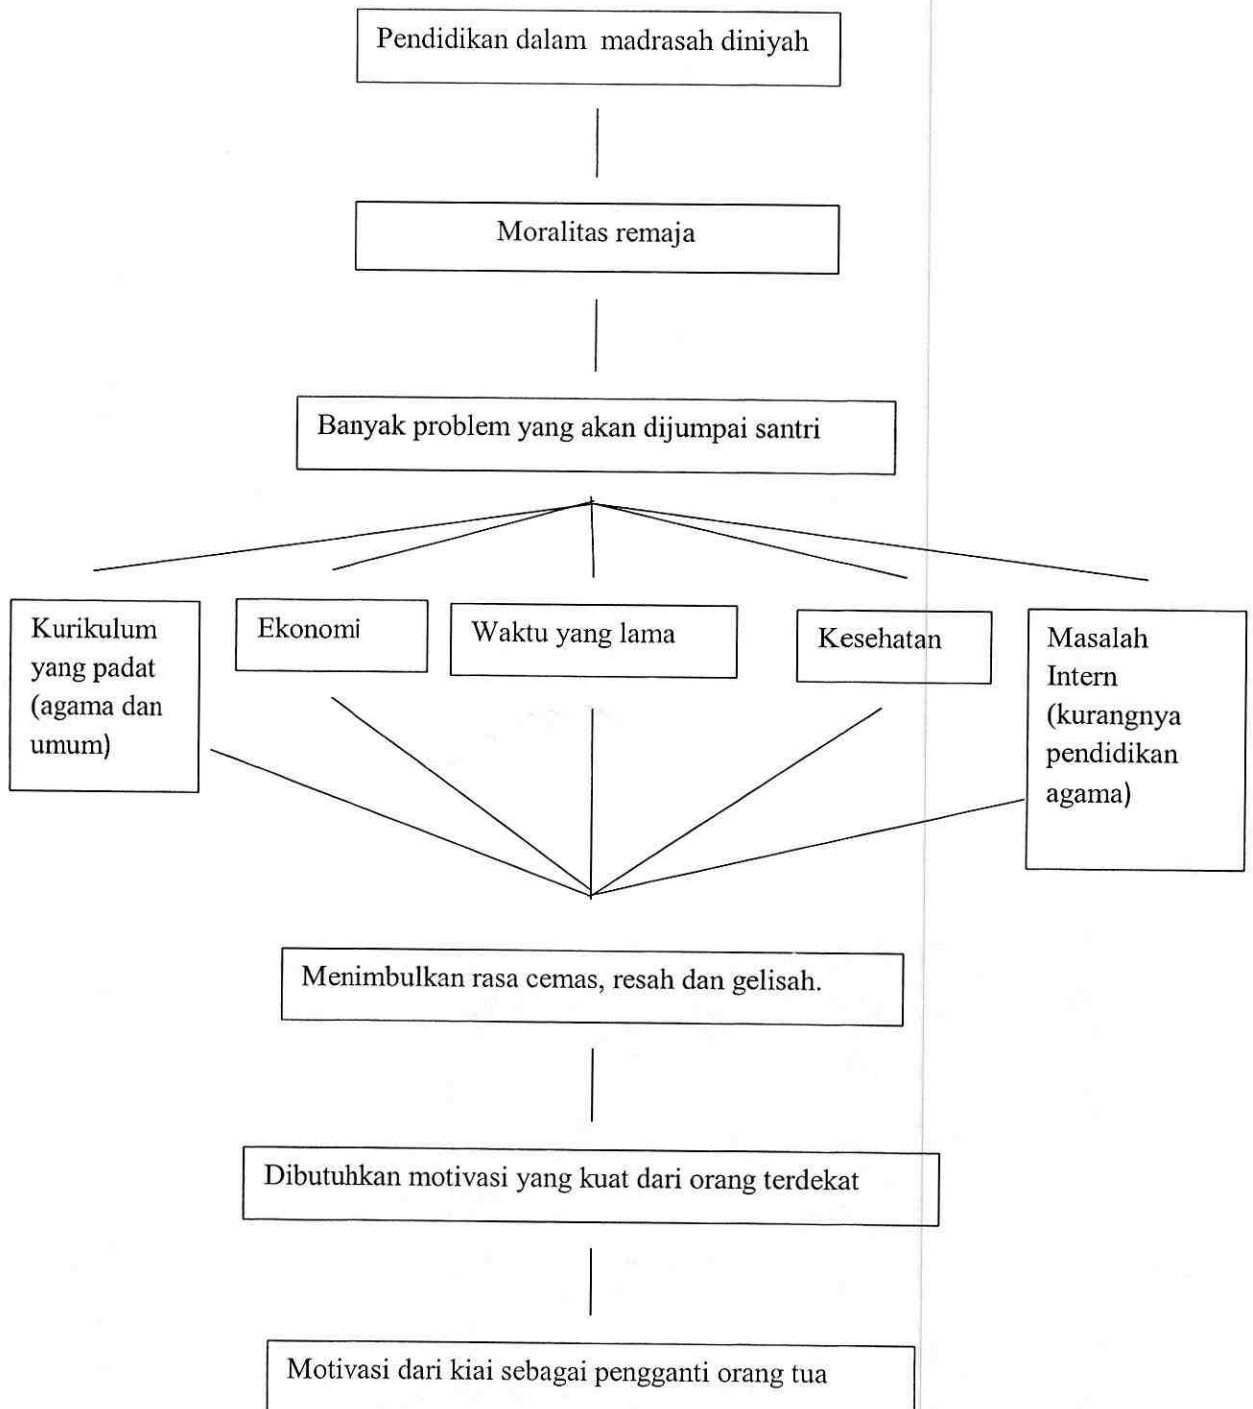 Pendidikan dalam madrasah diniyah
Moralitas remaja
Banyak problem yang akan dijumpai santri
Kurikulum
yang padat
(agama dan
umum)
Ekonomi
Waktu yang lama
Kesehatan
Masalah
Intern
(kurangnya
pendidikan
agama)
Menimbulkan rasa cemas, resah dan gelisah.
Dibutuhkan motivasi yang kuat dari orang terdekat
Motivasi dari kiai sebagai pengganti orang tua